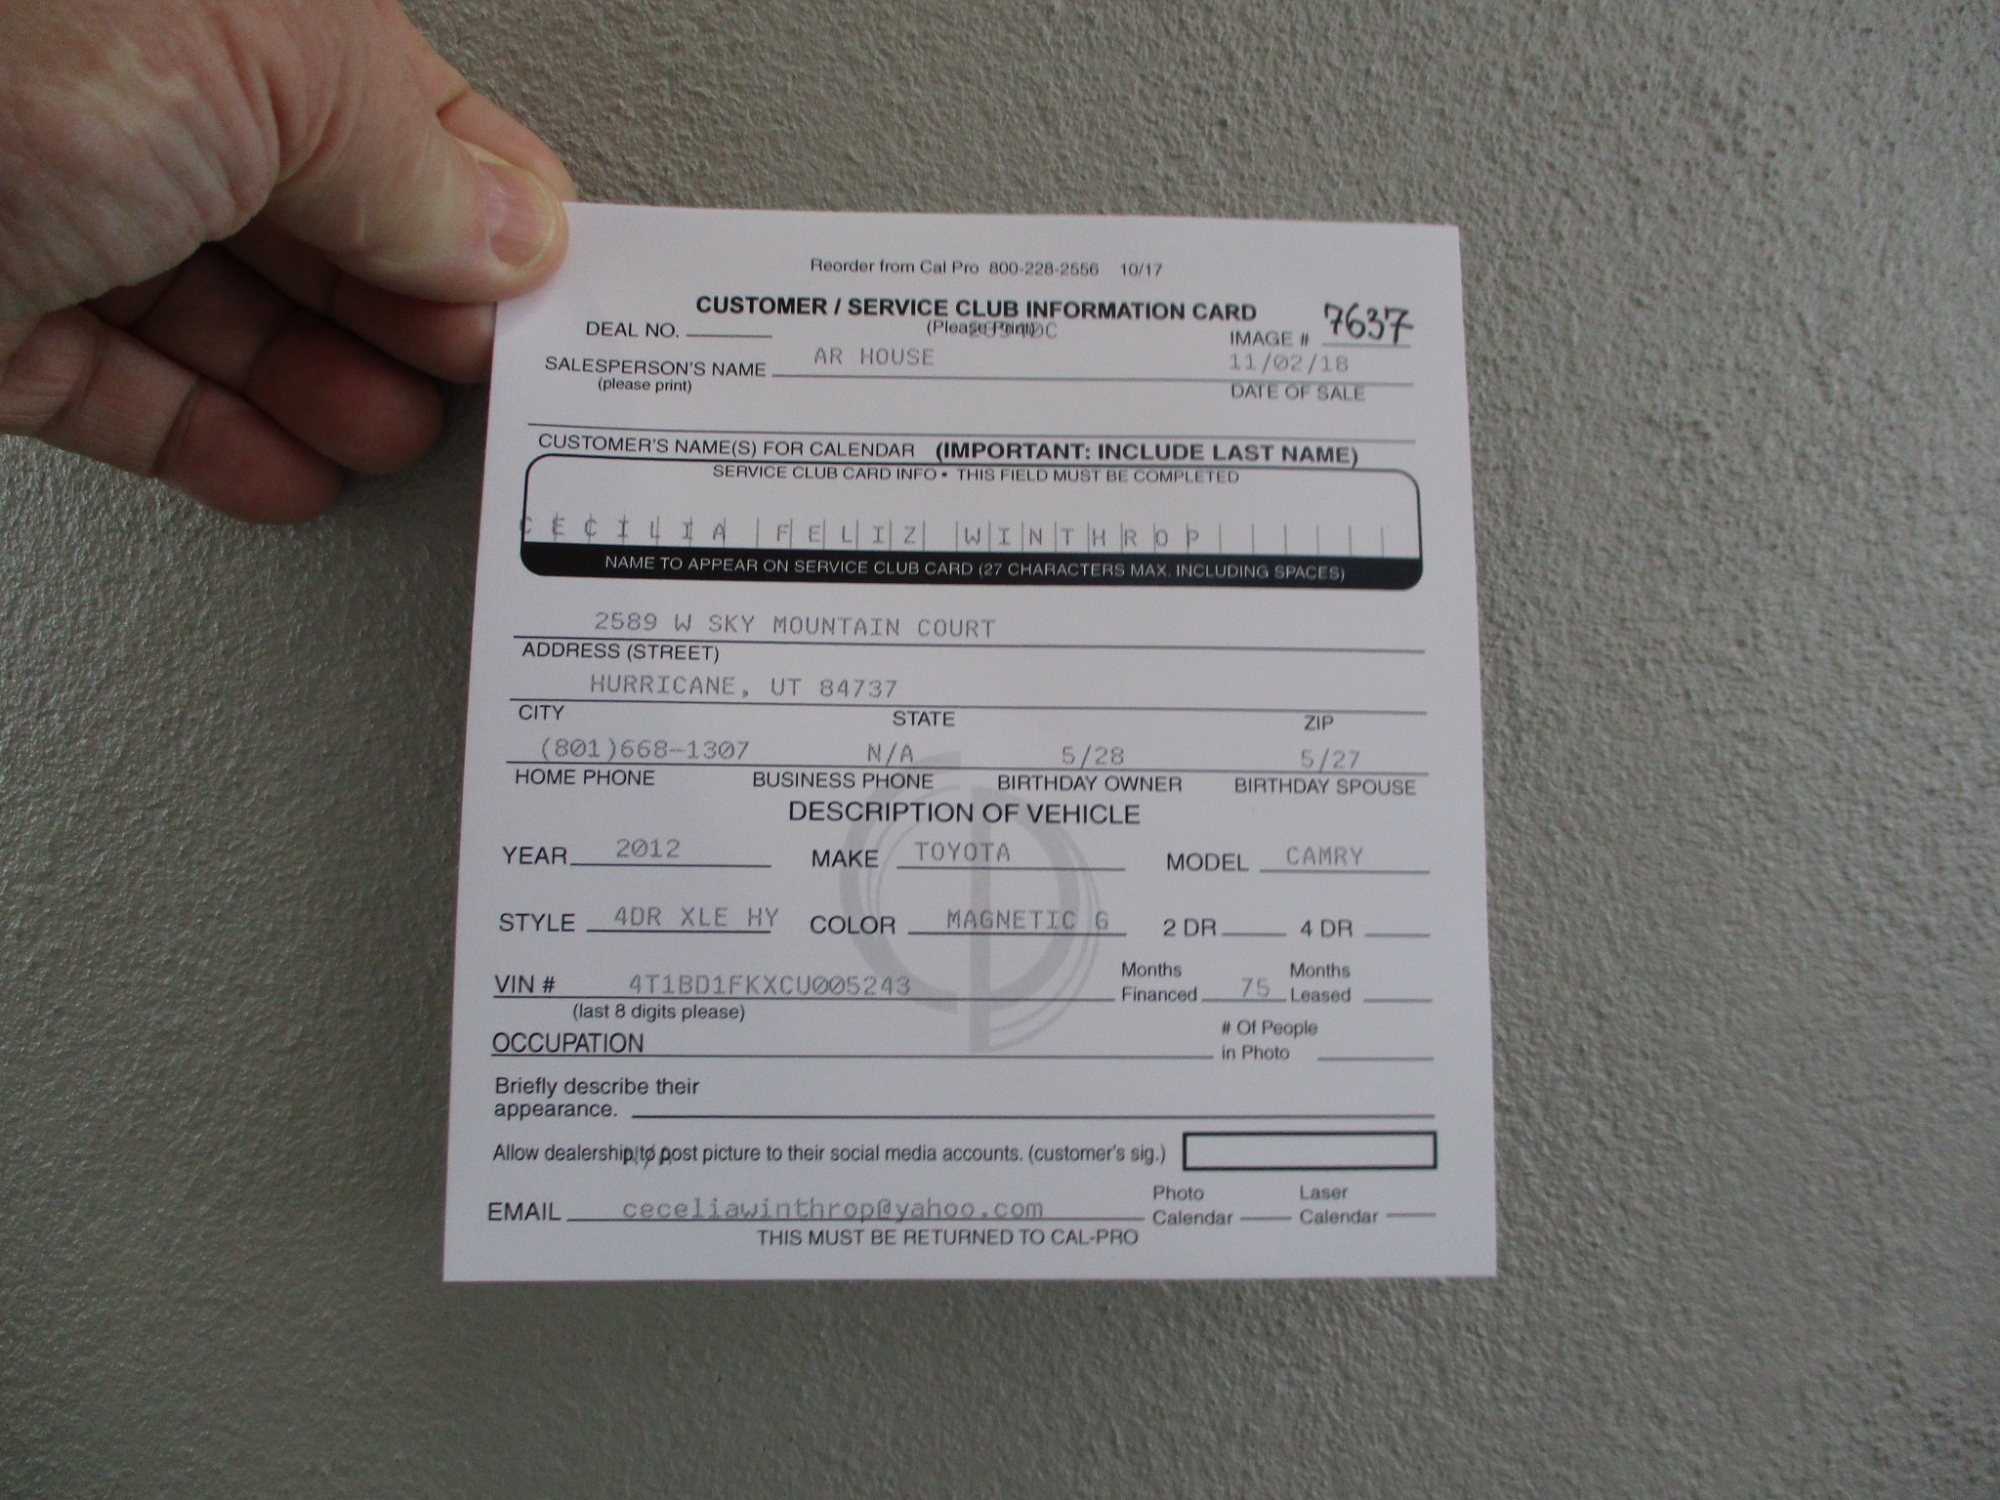 Reorder from Cal Pro 800-228-2556 10/17
CUSTOMER / SERVICE CLUB INFORMATION CARD
DEAL NO. (Please Print) IMAGE # 7637
SALESPERSON'S NAME AR HOUSE 11/02/18
(please print) DATE OF SALE
CUSTOMER'S NAME(S) FOR CALENDAR (IMPORTANT: INCLUDE LAST NAME)
SERVICE CLUB CARD INFO • THIS FIELD MUST BE COMPLETED
CECILIA FELIZ WINTHROP
NAME TO APPEAR ON SERVICE CLUB CARD (27 CHARACTERS MAX. INCLUDING SPACES)
2589 W SKY MOUNTAIN COURT
ADDRESS (STREET)
HURRICANE, UT 84737
CITY STATE ZIP
(801)668-1307 N/A 5/28 5/27
HOME PHONE BUSINESS PHONE BIRTHDAY OWNER BIRTHDAY SPOUSE
DESCRIPTION OF VEHICLE
YEAR 2012 MAKE TOYOTA MODEL CAMRY
STYLE 4DR XLE HY COLOR MAGNETIC G 2 DR 4 DR
VIN # 4T1BD1FKXCU005243 Months Financed 75 Months Leased
(last 8 digits please)
OCCUPATION # Of People in Photo
Briefly describe their
appearance.
Allow dealership to post picture to their social media accounts. (customer's sig.)
EMAIL ceceliawinthrop@yahoo.com Photo Calendar Laser Calendar
THIS MUST BE RETURNED TO CAL-PRO